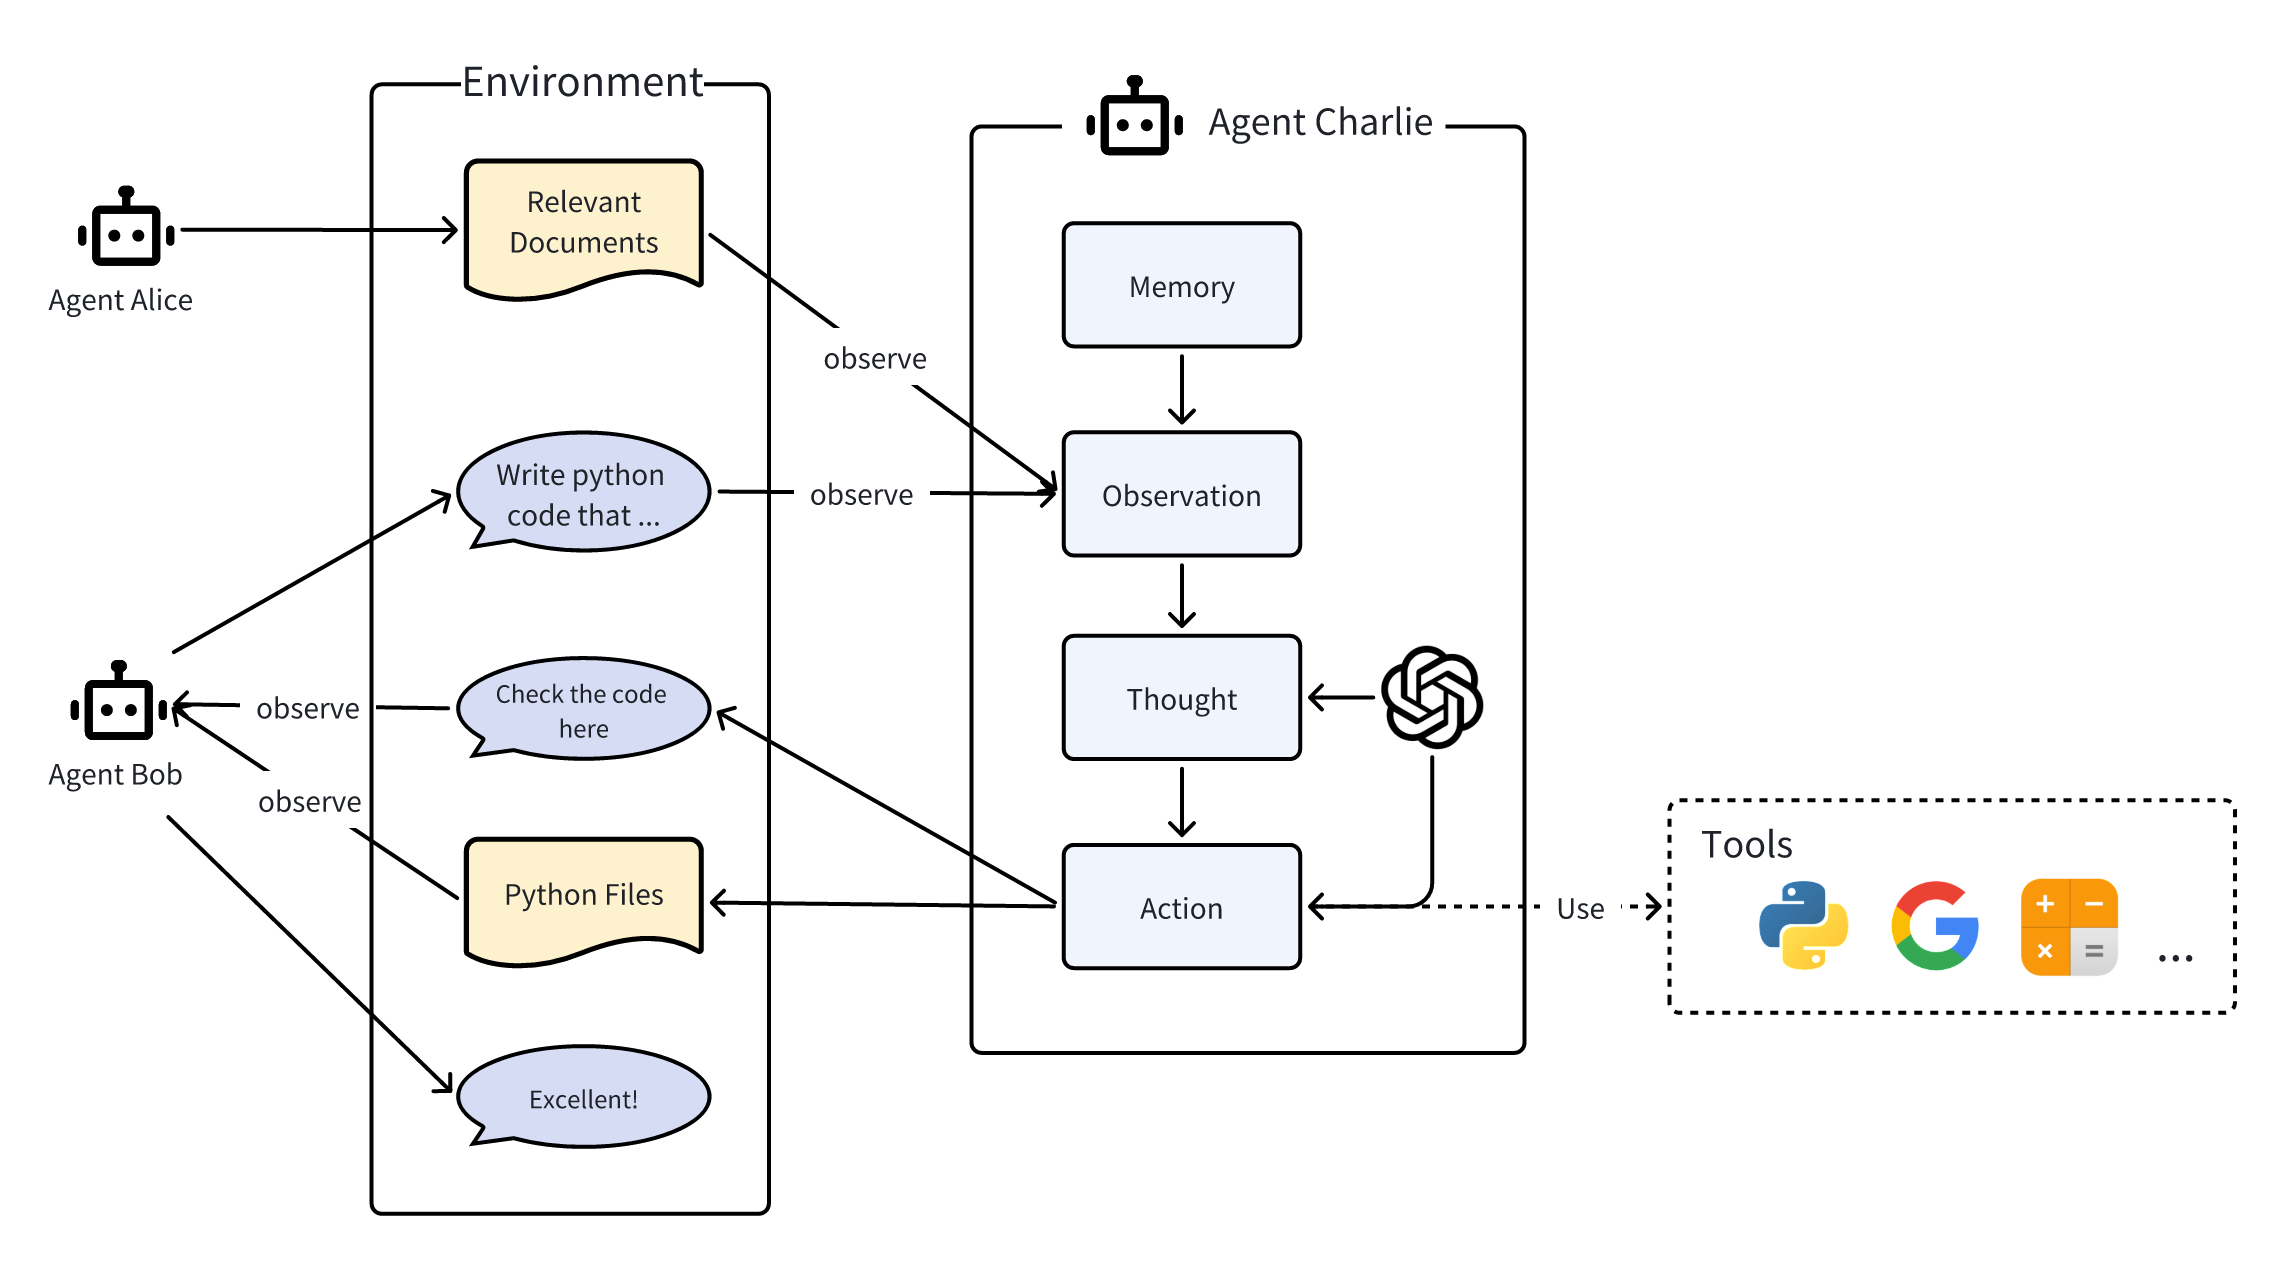 Environment
Agent Charlie
Relevant
Documents
Agent Alice
Memory
observe
Write python
code that ...
observe
Observation
Check the code
here
observe
Thought
Agent Bob
observe
Python Files
Action
Use
Tools
...
Excellent!